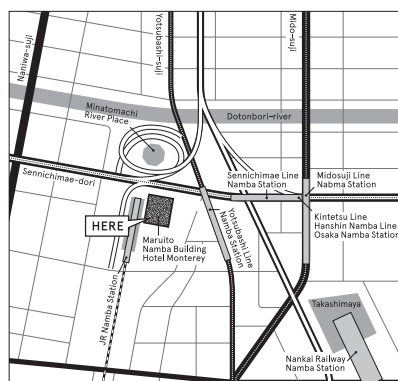 Naniwa-suji
Yotsubashi-suji
Mido-suji
Minatomachi
River Place
Dotonbori-river
Sennichimae-dori
Sennichimae Line
Namba Station
Midosuji Line
Nabma Station
HERE
Maruito
Namba Building
Hotel Monterey
Yotsubashi Line
Namba Station
Kintetsu Line
Hanshin Namba Line
Osaka Namba Station
JR Namba Station
Takashimaya
Nankai Railway
Namba Station